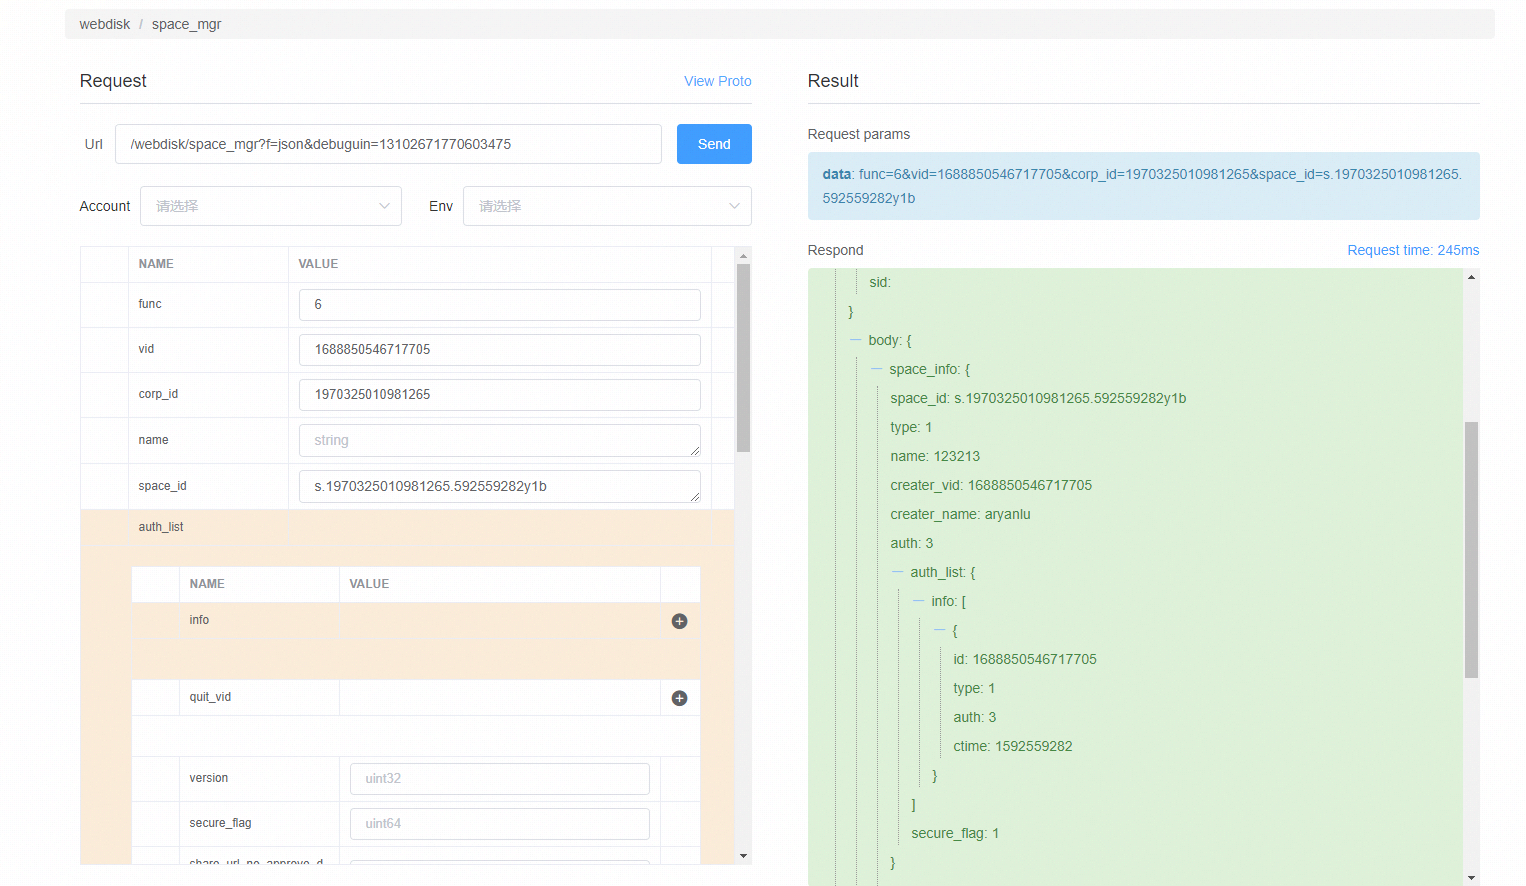 webdisk / space_mgr
Request
View Proto
Url
/webdisk/space_mgr?f=json&debuguin=13102671770603475
Send
Account
请选择
Env
请选择
NAME
VALUE
func
6
vid
1688850546717705
corp_id
1970325010981265
name
string
space_id
s.1970325010981265.592559282y1b
auth_list
NAME
VALUE
info
quit_vid
version
uint32
secure_flag
uint64
share_url_no_approve_d
Result
Request params
data: func=6&vid=1688850546717705&corp_id=1970325010981265&space_id=s.1970325010981265.
592559282y1b
Respond
Request time: 245ms
sid:
}
body: {
space_info: {
space_id: s.1970325010981265.592559282y1b
type: 1
name: 123213
creater_vid: 1688850546717705
creater_name: aryanlu
auth: 3
auth_list: {
info: [
{
id: 1688850546717705
type: 1
auth: 3
ctime: 1592559282
}
]
secure_flag: 1
}